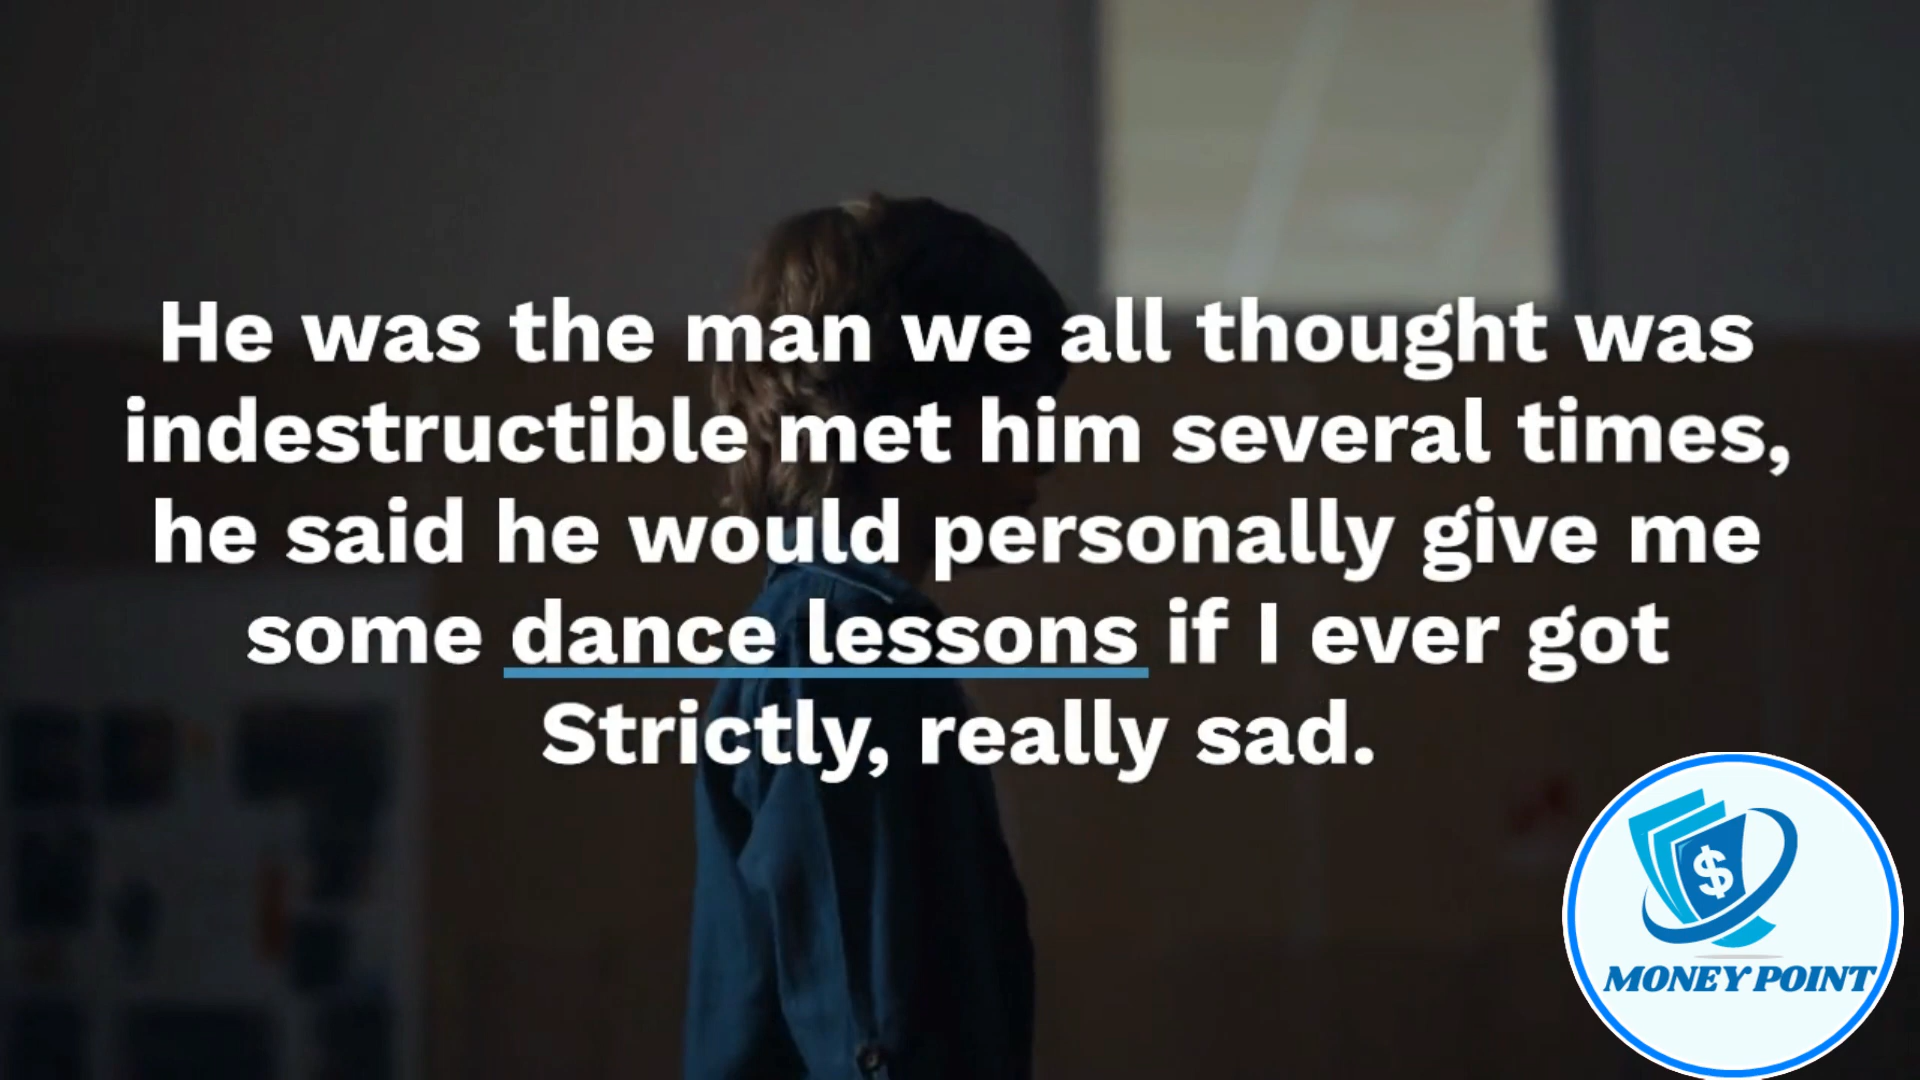 He was the man we all thought was
indestructible met him several times,
he said he would personally give me
some dance lessons if I ever got
Strictly, really sad.
$
MONEY POINT